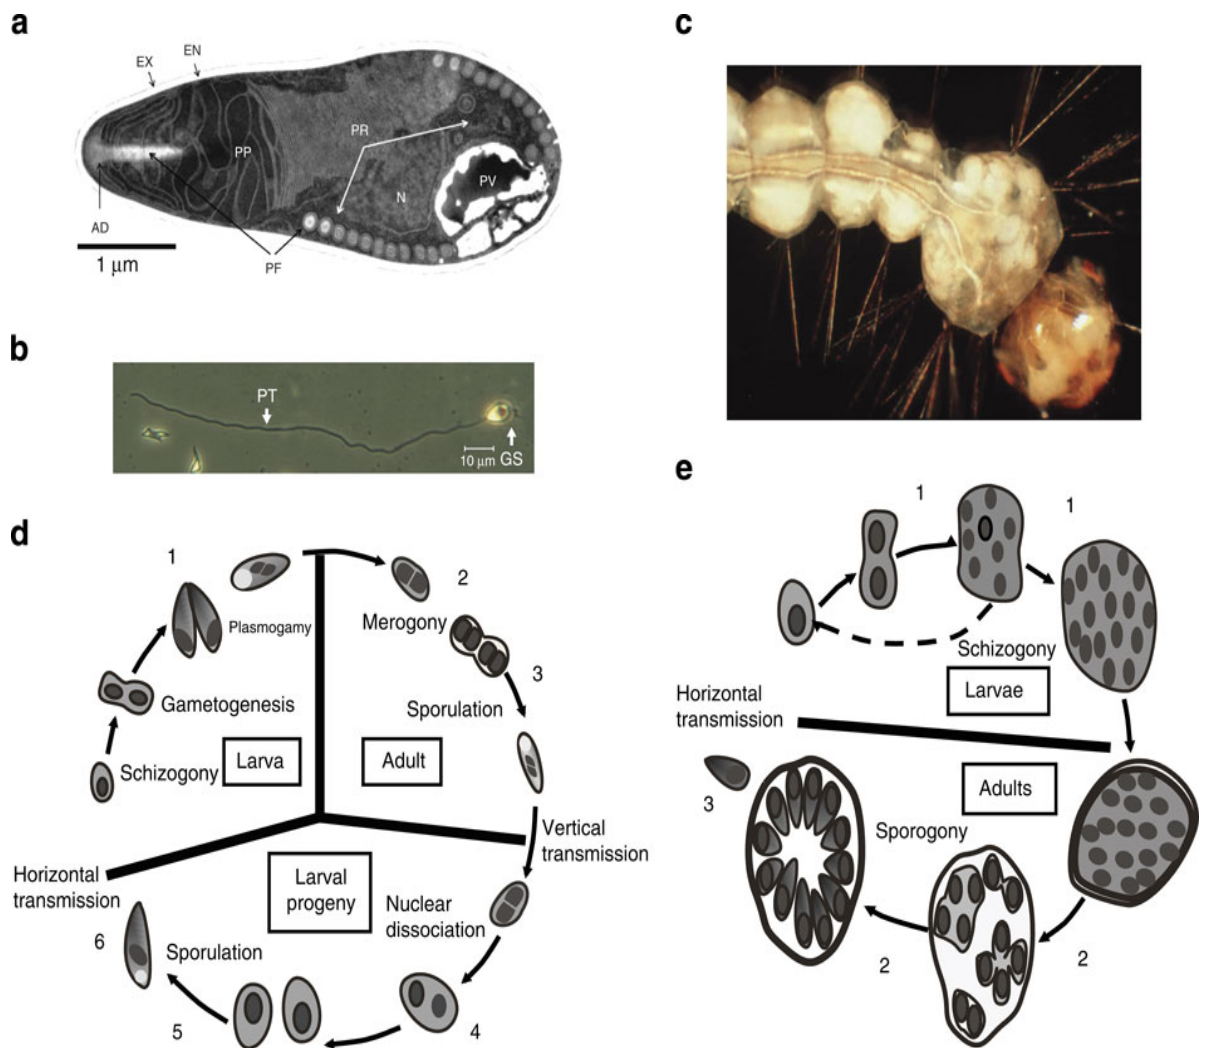 a
EX
EN
PR
PP
N
PV
AD
1 μm
PF
b
PT
10 μm
GS
c
d
1
Plasmogamy
2
Merogony
3
Gametogenesis
Sporulation
Larva
Adult
Schizogony
Vertical
transmission
Horizontal
transmission
Larval
progeny
Nuclear
dissociation
6
Sporulation
5
4
e
1
1
Schizogony
Larvae
Horizontal
transmission
Adults
3
Sporogony
2
2